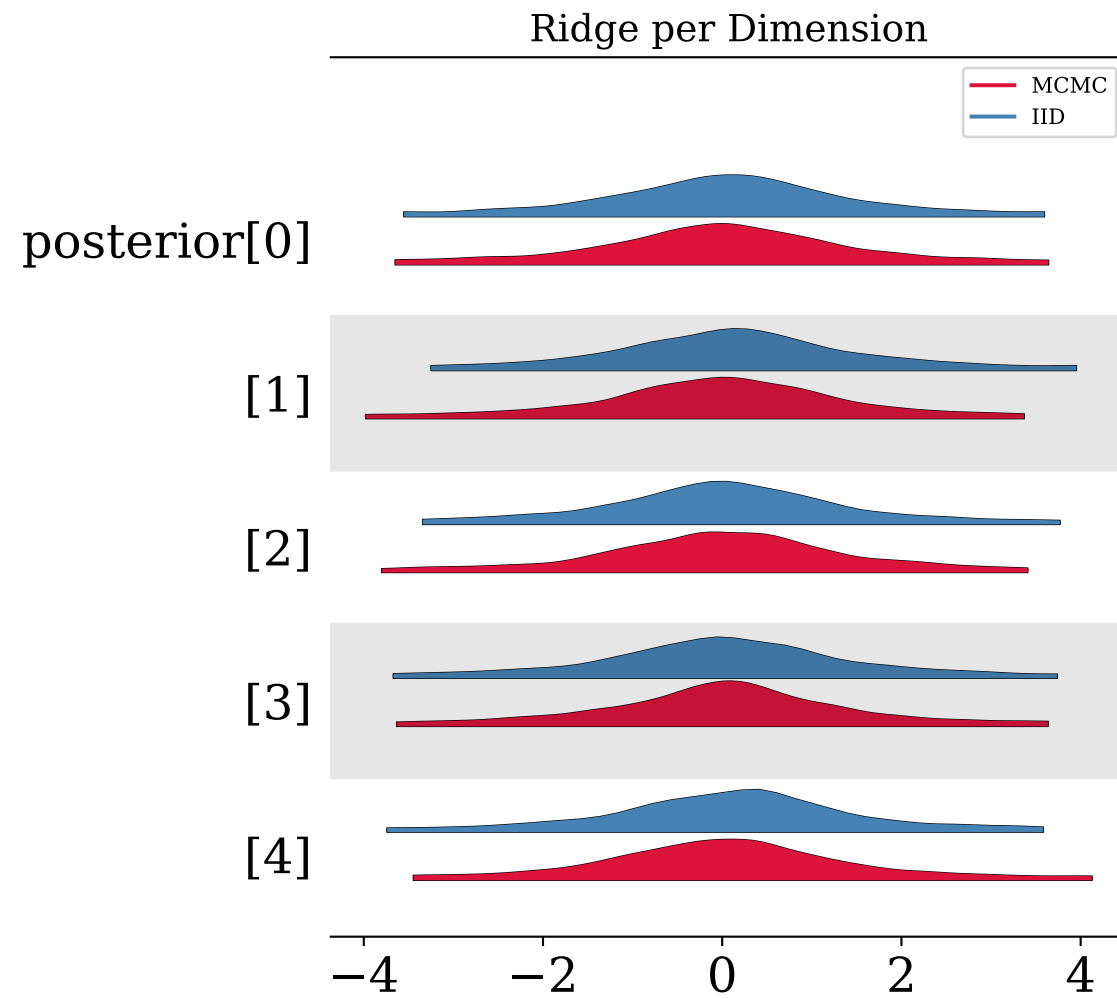 Ridge per Dimension
MCMC
IID
posterior[0]
[1]
[2]
[3]
[4]
−4 −2 0 2 4